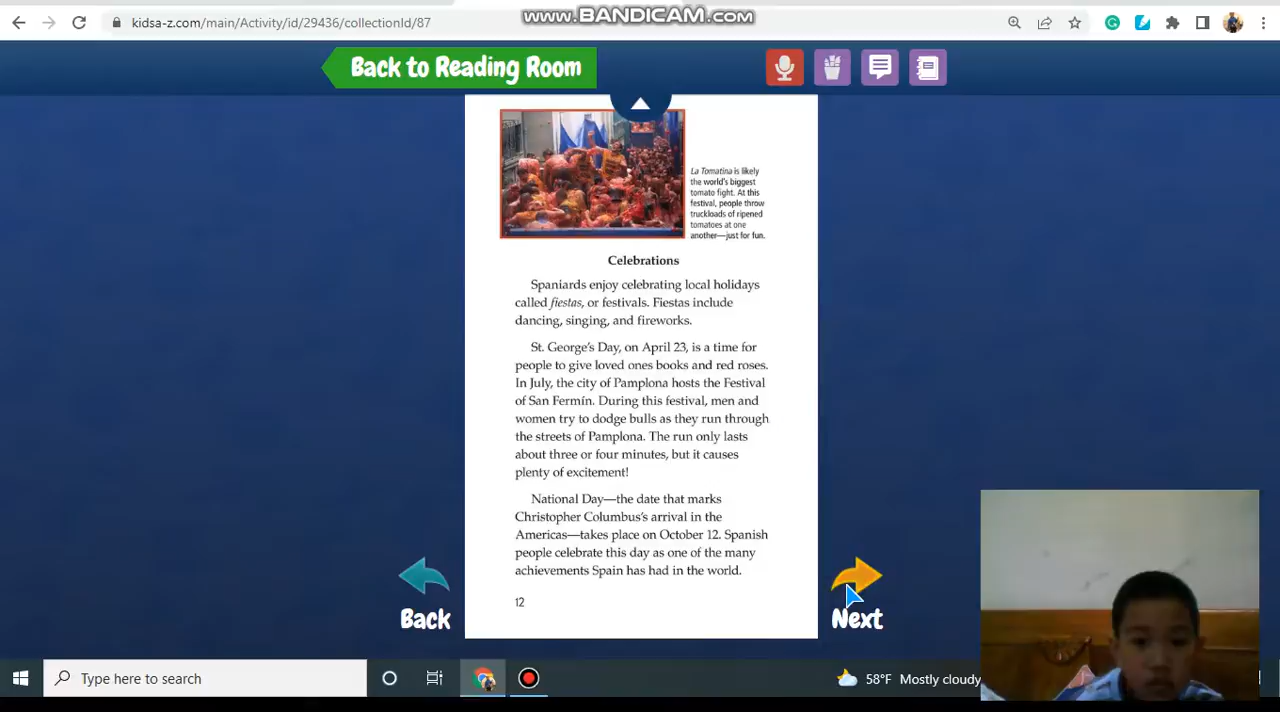 www.BANDICAM.com
kidsa-z.com/main/Activity/id/29436/collectionId/87
Back to Reading Room
La Tomatina is likely
the world's biggest
tomato fight. At this
festival, people throw
truckloads of ripened
tomatoes at one
another—just for fun.
Celebrations
Spaniards enjoy celebrating local holidays
called fiestas, or festivals. Fiestas include
dancing, singing, and fireworks.
St. George's Day, on April 23, is a time for
people to give loved ones books and red roses.
In July, the city of Pamplona hosts the Festival
of San Fermín. During this festival, men and
women try to dodge bulls as they run through
the streets of Pamplona. The run only lasts
about three or four minutes, but it causes
plenty of excitement!
National Day—the date that marks
Christopher Columbus's arrival in the
Americas—takes place on October 12. Spanish
people celebrate this day as one of the many
achievements Spain has had in the world.
12
Back
Next
Type here to search
58°F Mostly cloudy